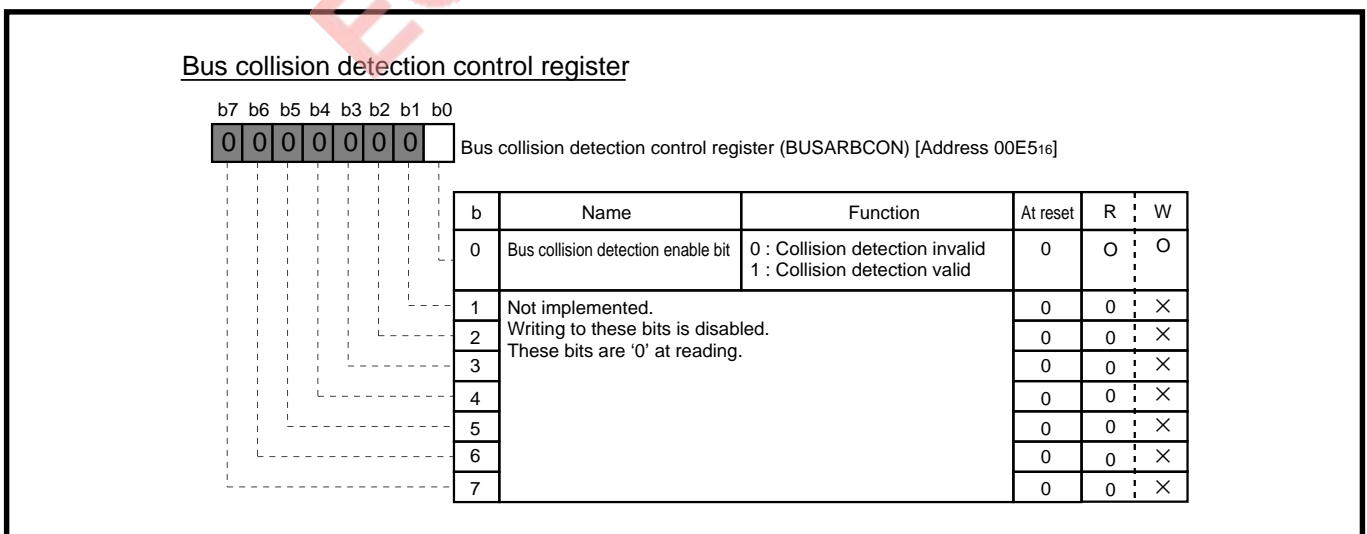 Bus collision detection control register
b7 b6 b5 b4 b3 b2 b1 b0
0 0 0 0 0 0 0
Bus collision detection control register (BUSARBCON) [Address 00E516]
b Name Function At reset R W
0 Bus collision detection enable bit 0 : Collision detection invalid 0 O O
1 : Collision detection valid
1 Not implemented. 0 0 ×
2 Writing to these bits is disabled. 0 0 ×
3 These bits are ‘0’ at reading. 0 0 ×
4 0 0 ×
5 0 0 ×
6 0 0 ×
7 0 0 ×